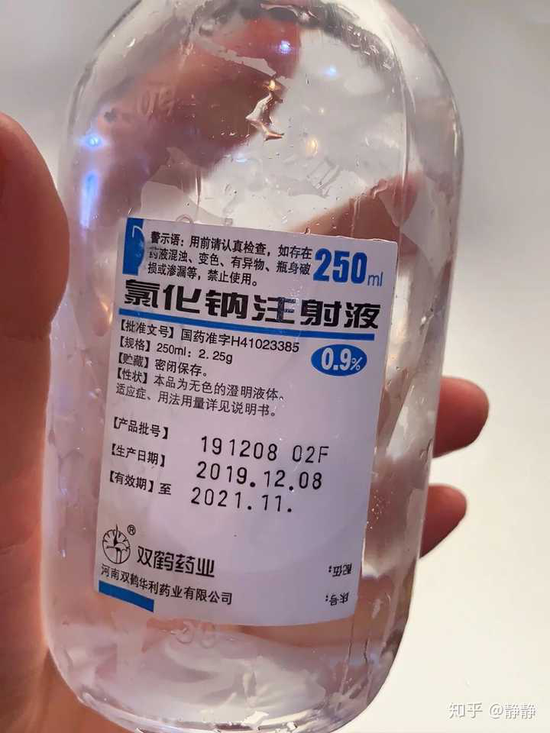 警示语：用前请认真检查，如存在
药液混浊、变色、有异物、瓶身破
损或渗漏等，禁止使用。
250ml
氯化钠注射液
【批准文号】国药准字H41023385
【规格】250ml：2.25g
0.9%
【贮藏】密闭保存。
【性状】本品为无色的澄明液体。
适应症、用法用量详见说明书。
【产品批号】 191208 02F
【生产日期】 2019.12.08
【有效期】至 2021.11.
®
双鹤药业
河南双鹤华利药业有限公司
配伍：
床号：
知乎 @静静